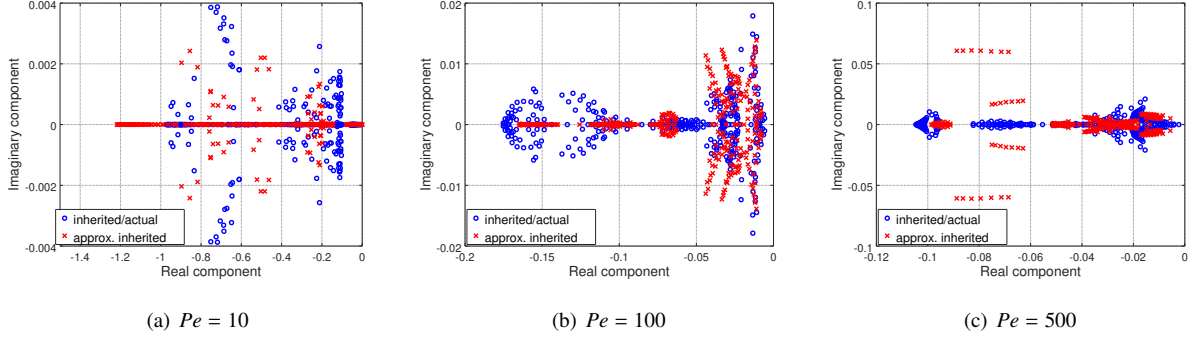 0.004
0.002
0
-0.002
-0.004
Imaginary component
-1.4
-1.2
-1
-0.8
-0.6
-0.4
-0.2
0
Real component
inherited/actual
approx. inherited
(a) Pe = 10
0.02
0.01
0
-0.01
-0.02
Imaginary component
-0.2
-0.15
-0.1
-0.05
0
Real component
inherited/actual
approx. inherited
(b) Pe = 100
0.1
0.05
0
-0.05
-0.1
Imaginary component
-0.12
-0.1
-0.08
-0.06
-0.04
-0.02
0
Real component
inherited/actual
approx. inherited
(c) Pe = 500